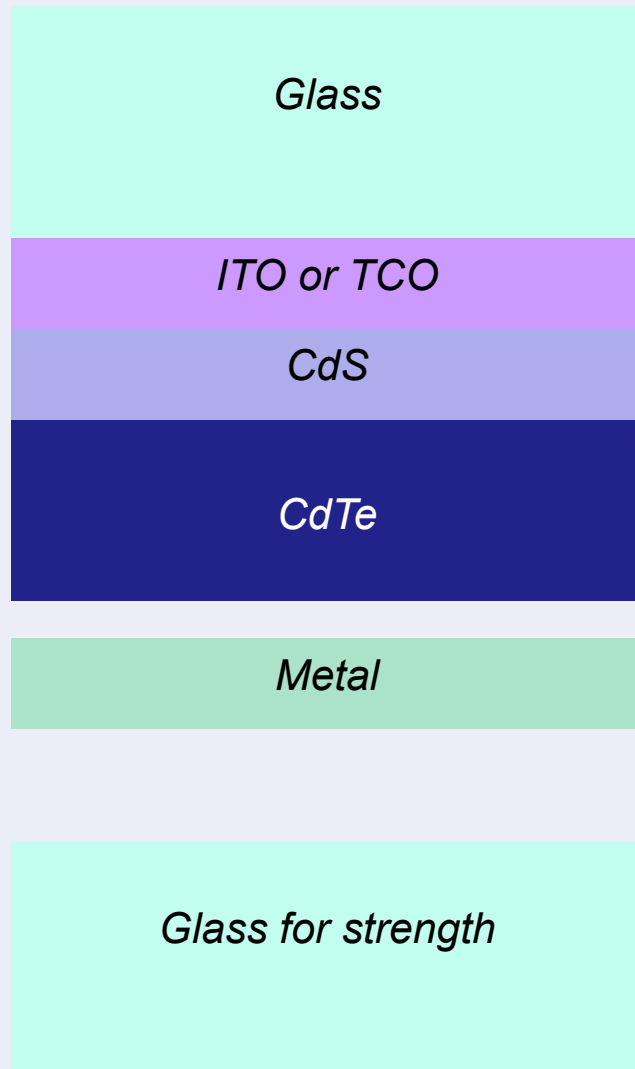 Glass
ITO or TCO
CdS
CdTe
Metal
Glass for strength